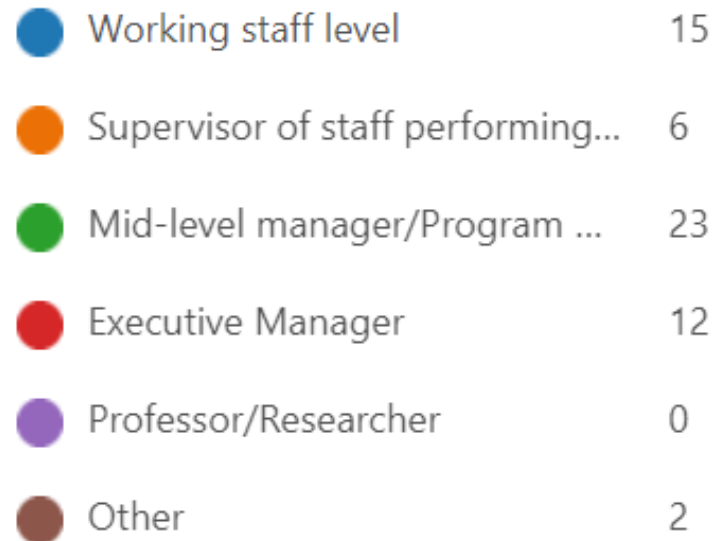 Working staff level 15
Supervisor of staff performing... 6
Mid-level manager/Program ... 23
Executive Manager 12
Professor/Researcher 0
Other 2